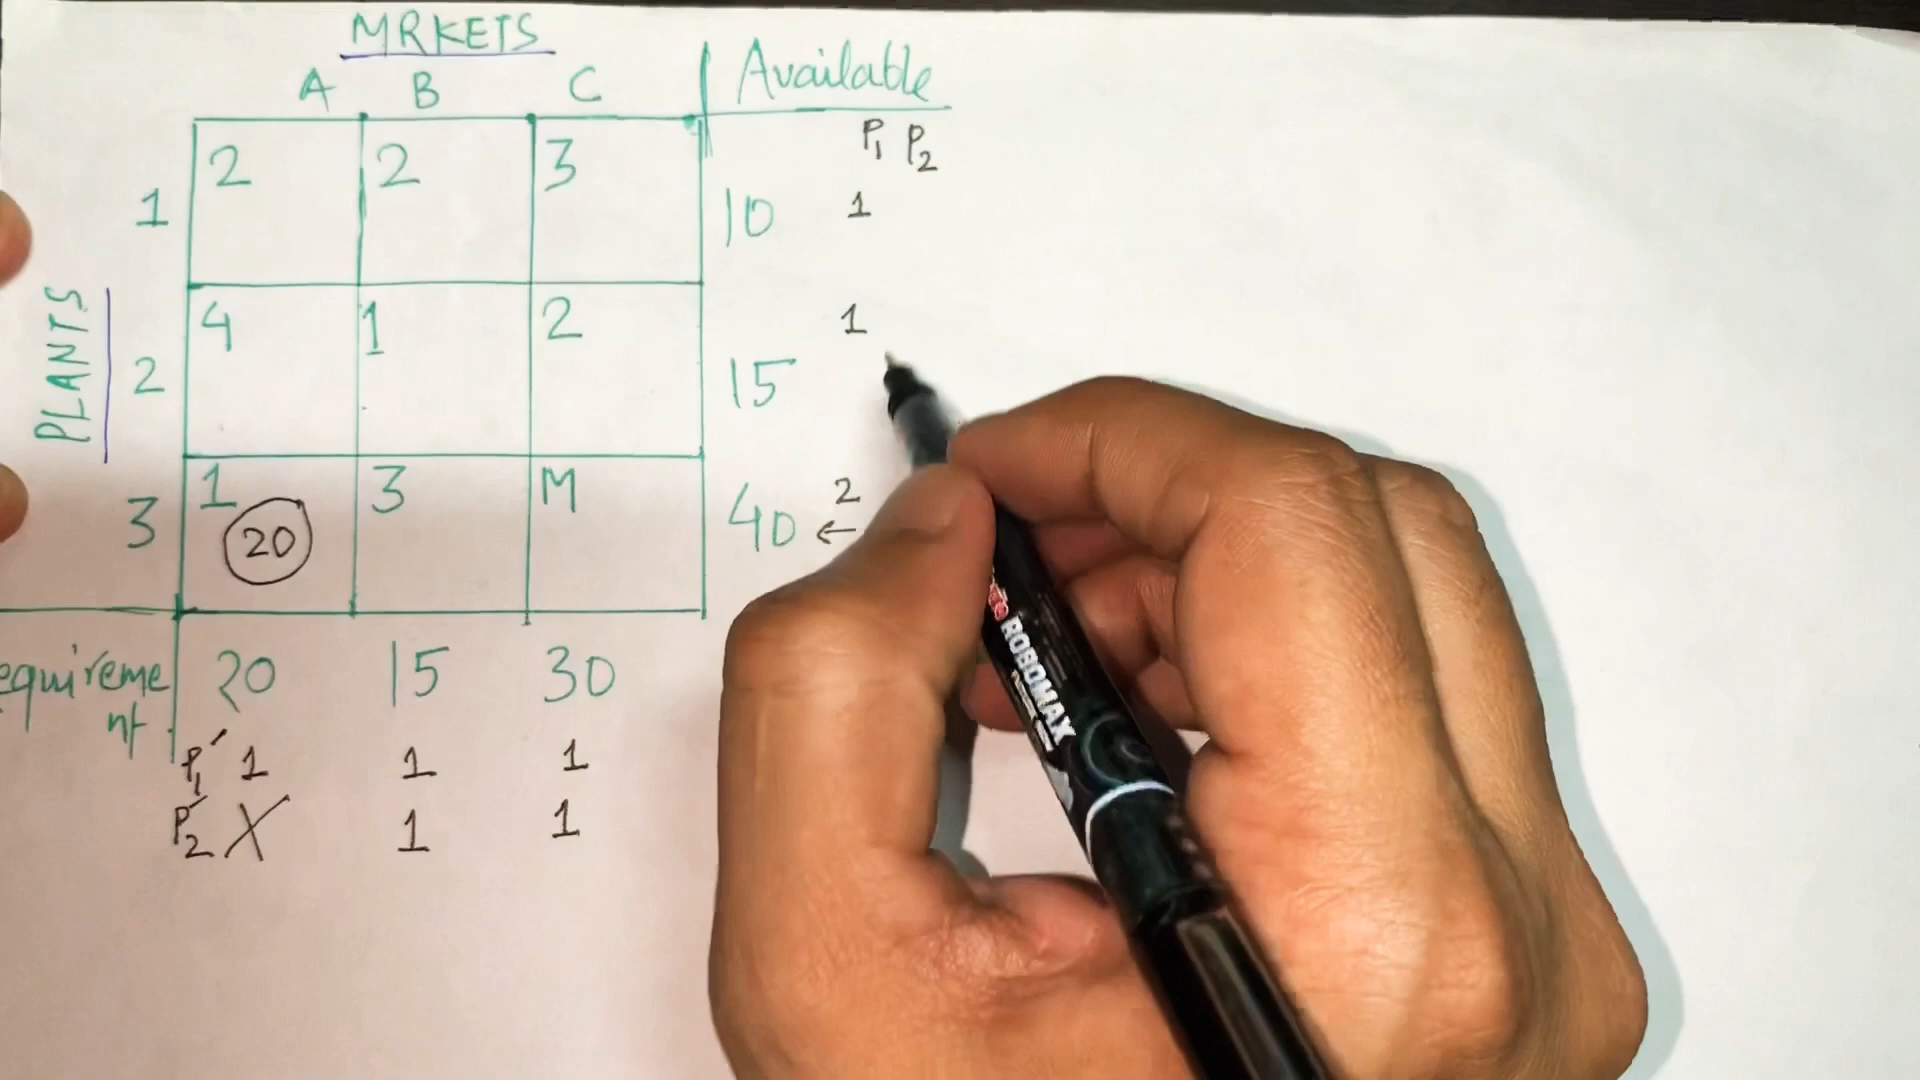 MRKETS
A B C Available
P1 P2
2 2 3
1 10 1
4 1 2 1
PLANTS
2 15
1 3 M 2
3 20 40 ←
equireme 20 15 30
nt
P1' 1 1 1
P2' X 1 1
ROBOMAX